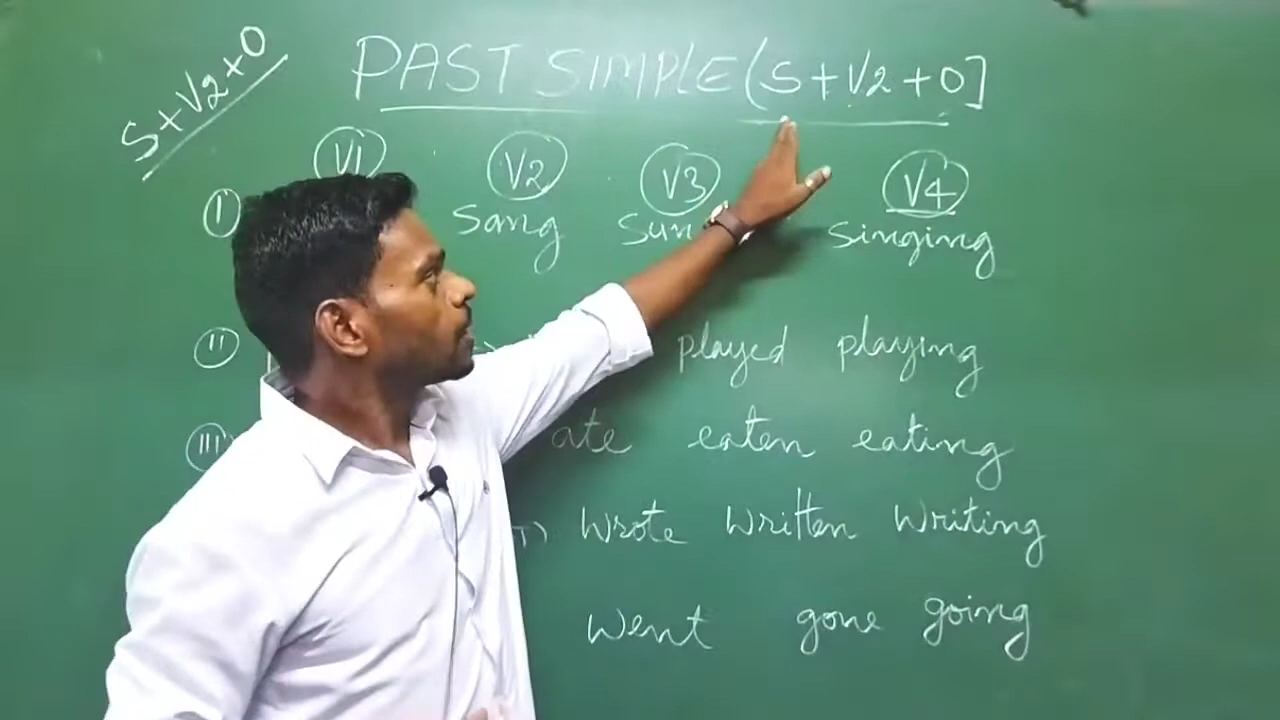 S+V2+O
PAST SIMPLE (S+V2+O]
V1 V2 V3 V4
I Sang singing
II played playing
III ate eaten eating
Wrote Written Writing
Went gone going